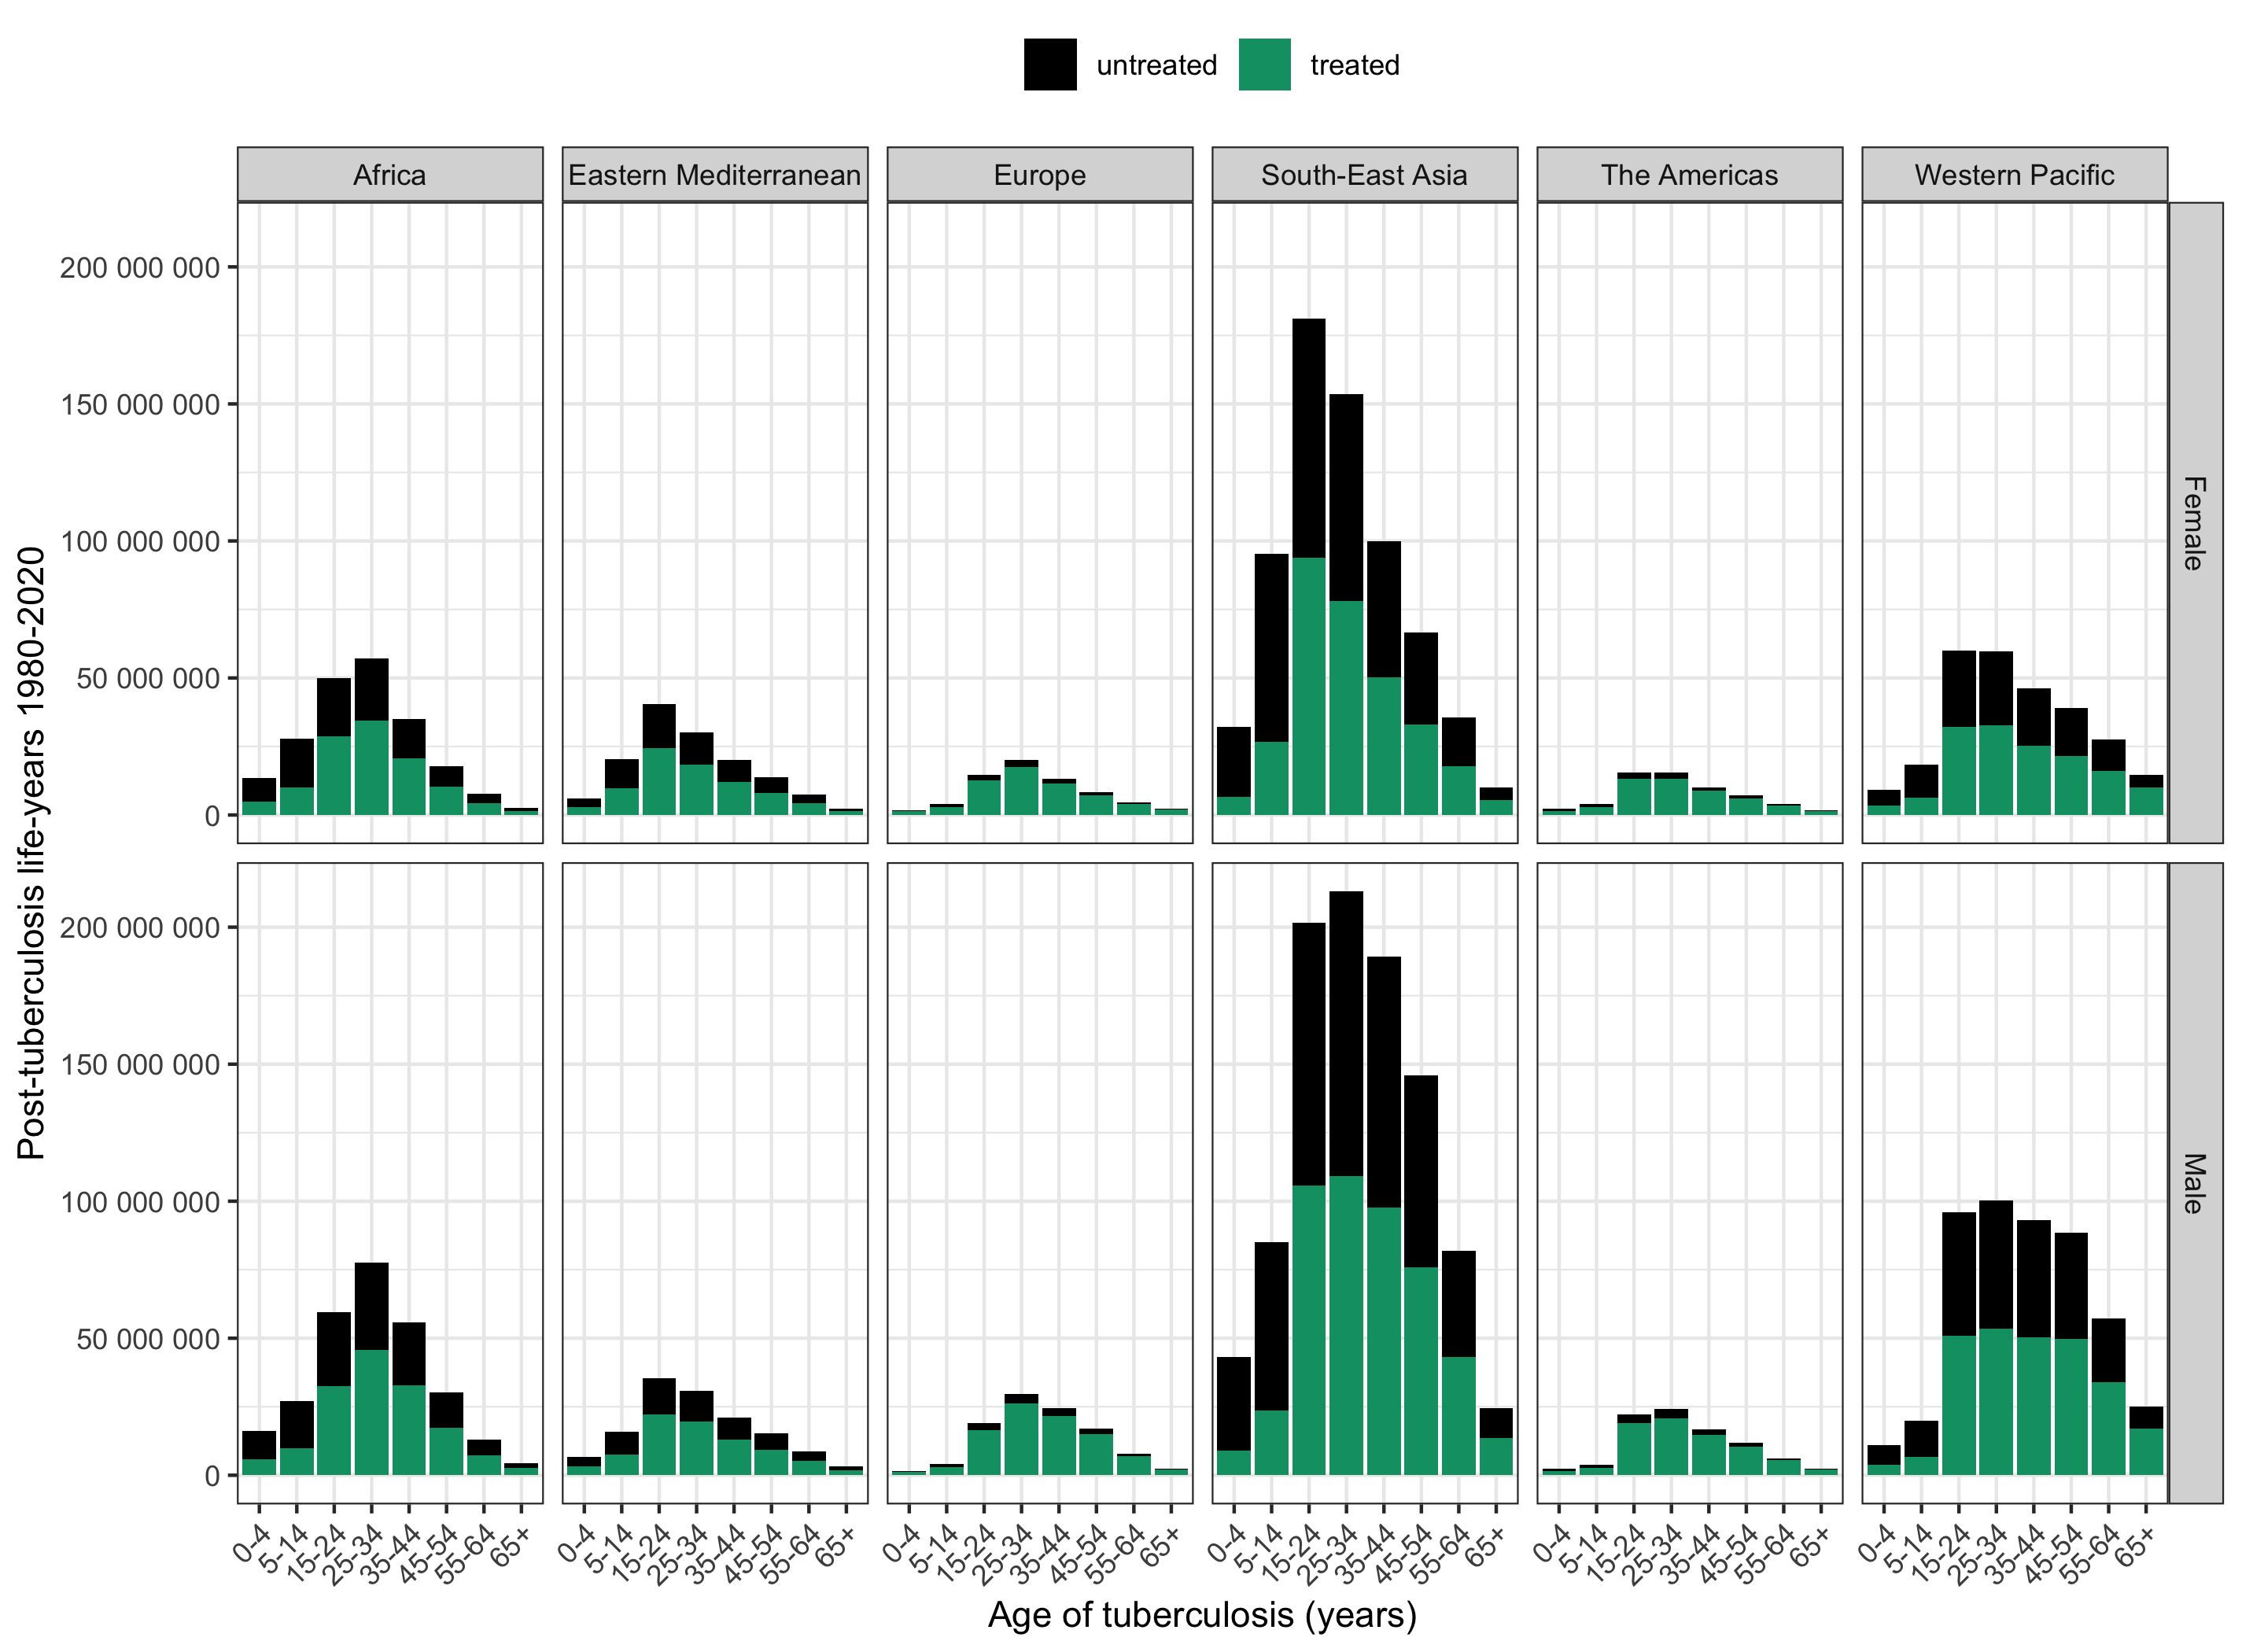 untreated treated
Africa Eastern Mediterranean Europe South-East Asia The Americas Western Pacific
Post-tuberculosis life-years 1980-2020
200 000 000
150 000 000
100 000 000
50 000 000
0
Female
200 000 000
150 000 000
100 000 000
50 000 000
0
Male
0-4 5-14 15-24 25-34 35-44 45-54 55-64 65+ 0-4 5-14 15-24 25-34 35-44 45-54 55-64 65+ 0-4 5-14 15-24 25-34 35-44 45-54 55-64 65+ 0-4 5-14 15-24 25-34 35-44 45-54 55-64 65+ 0-4 5-14 15-24 25-34 35-44 45-54 55-64 65+ 0-4 5-14 15-24 25-34 35-44 45-54 55-64 65+
Age of tuberculosis (years)